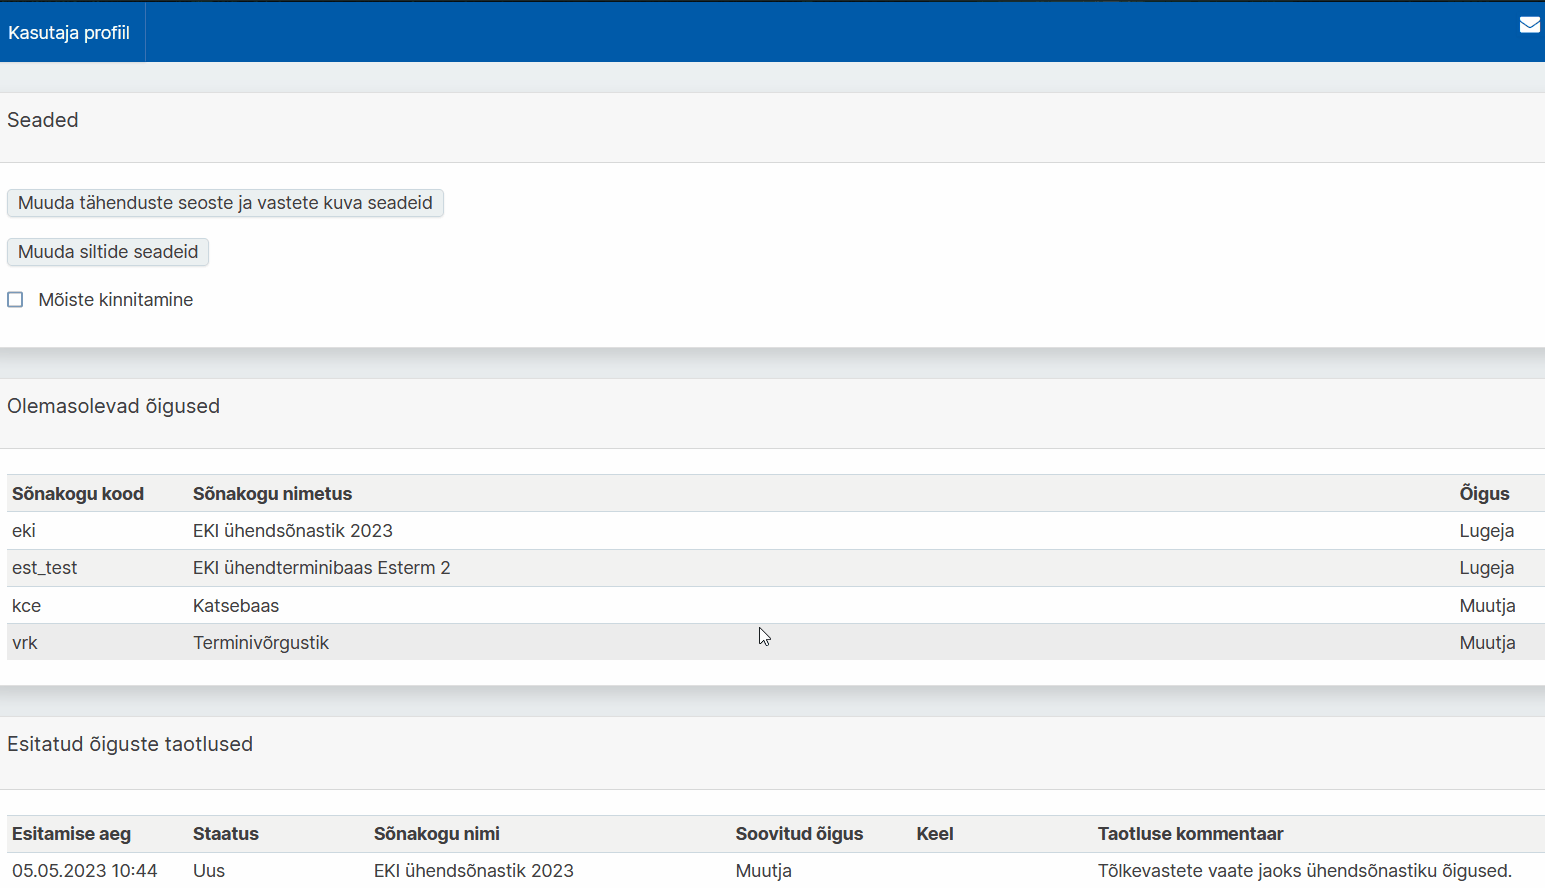 Kasutaja profiil
Seaded
Muuda tähenduste seoste ja vastete kuva seadeid
Muuda siltide seadeid
Mõiste kinnitamine
Olemasolevad õigused
Sõnakogu kood Sõnakogu nimetus Õigus
eki EKI ühendsõnastik 2023 Lugeja
est_test EKI ühendterminibaas Esterm 2 Lugeja
kce Katsebaas Muutja
vrk Terminivõrgustik Muutja
Esitatud õiguste taotlused
Esitamise aeg Staatus Sõnakogu nimi Soovitud õigus Keel Taotluse kommentaar
05.05.2023 10:44 Uus EKI ühendsõnastik 2023 Muutja Tõlkevastete vaate jaoks ühendsõnastiku õigused.